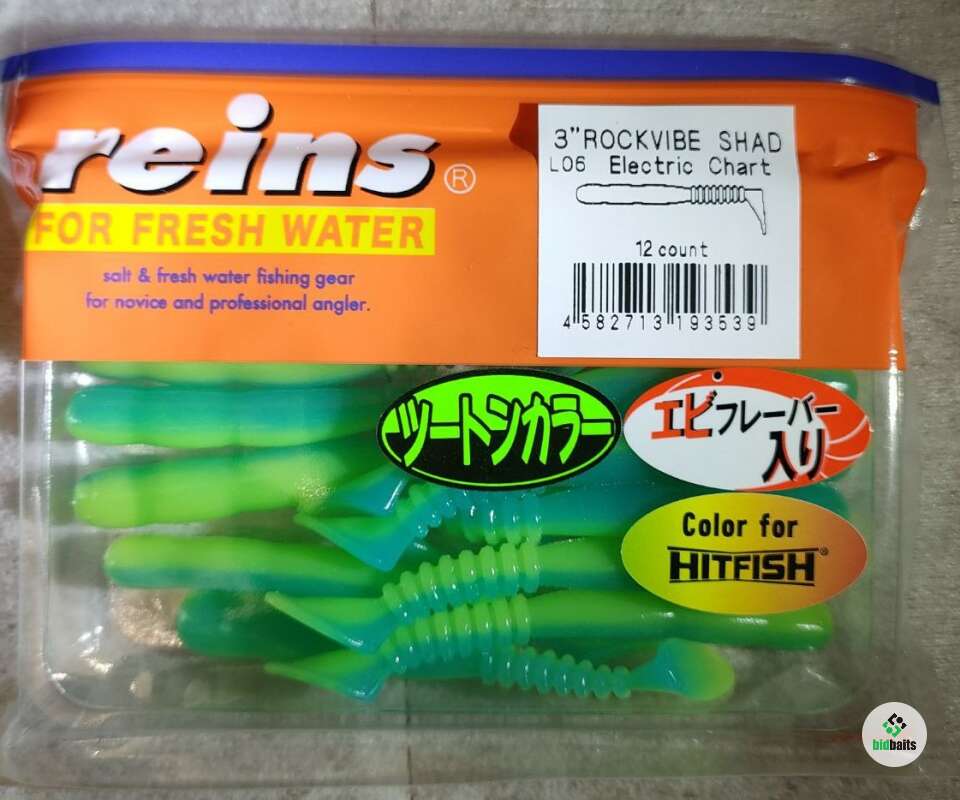 reins®
FOR FRESH WATER
salt & fresh water fishing gear
for novice and professional angler.
3”ROCKVIBE SHAD
L06 Electric Chart
12 count
4 582713 193539
ツートンカラー
エビフレーバー
入り
Color for
HITFISH®
bidbaits